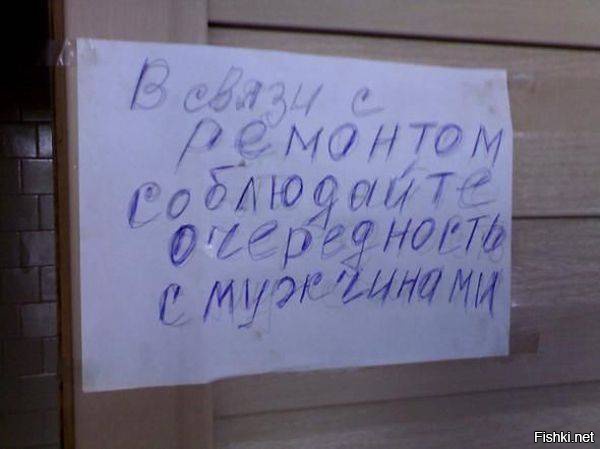 В связи с
ремонтом
соблюдайте
очередность
с мужчинами
Fishki.net